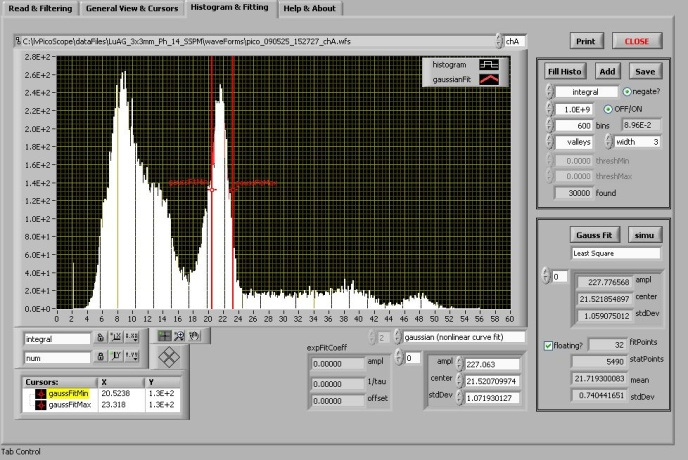 Read & Filtering General View & Cursors Histogram & Fitting Help & About
C:\lvPicoScope\dataFiles\LuAG_3x3mm_Ph_14_SSPM\waveForms\pico_090525_152727_chA.wfs chA
Print CLOSE
histogram
gaussianFit
2.8E+2
2.6E+2
2.4E+2
2.2E+2
2.0E+2
1.8E+2
1.6E+2
1.4E+2
1.2E+2
1.0E+2
8.0E+1
6.0E+1
4.0E+1
2.0E+1
0.0E+0
gaussFitMin gaussFitMax
0 2 4 6 8 10 12 14 16 18 20 22 24 26 28 30 32 34 36 38 40 42 44 46 48 50 52 54 56 58 60
Fill Histo Add Save
integral negate?
1.0E+9 OFF/ON
600 bins 8.96E-2
valleys width 3
0.0000 threshMin
0.0000 threshMax
30000 found
Gauss Fit simu
Least Square
0
227.776568 ampl
21.521854897 center
1.059075012 stdDev
floating? 32 fitPoints
5490 statPoints
21.719300083 mean
0.740441651 stdDev
integral
num
Cursors: X Y
gaussFitMin 20.5238 1.3E+2
gaussFitMax 23.318 1.3E+2
2 gaussian (nonlinear curve fit)
expFitCoeff
0.00000 ampl
0.00000 1/tau
0.00000 offset
0
ampl 227.063
center 21.520709974
stdDev 1.071930127
Tab Control